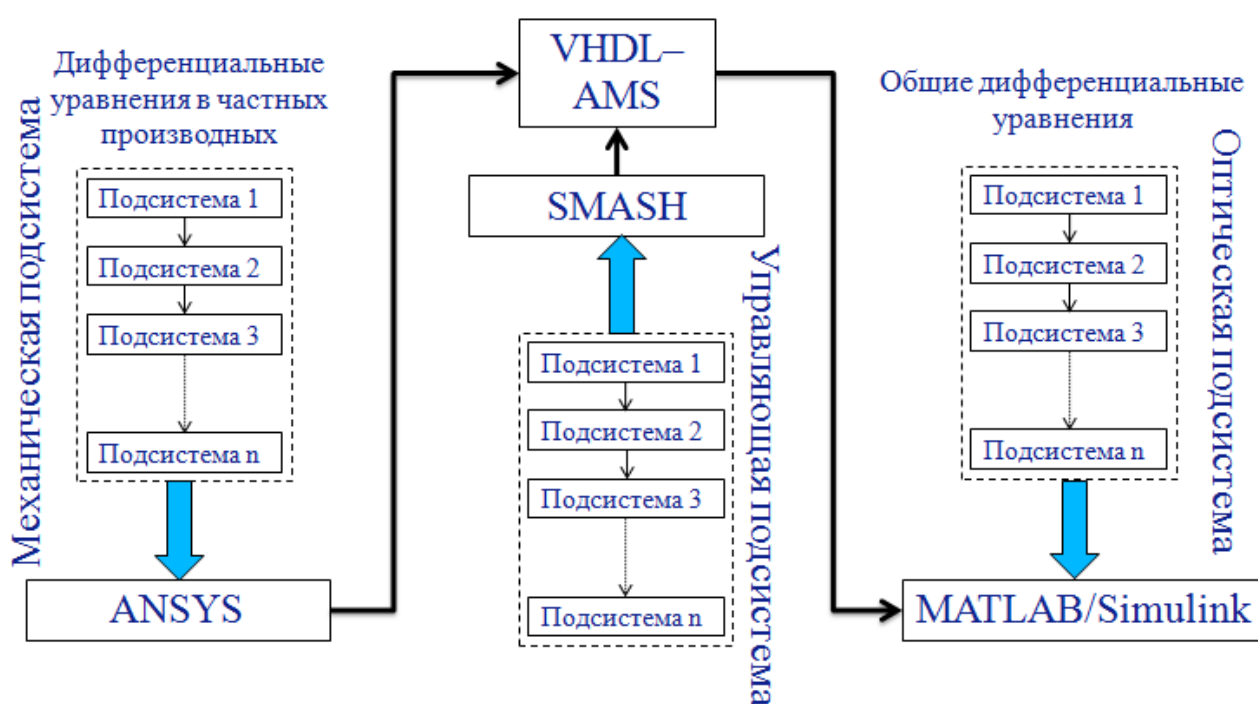 Механическая подсистема
Дифференциальные
уравнения в частных
производных
Подсистема 1
Подсистема 2
Подсистема 3
Подсистема n
ANSYS
VHDL–
AMS
SMASH
Подсистема 1
Подсистема 2
Подсистема 3
Подсистема n
Управляющая подсистема
Общие дифференциальные
уравнения
Подсистема 1
Подсистема 2
Подсистема 3
Подсистема n
Оптическая подсистема
MATLAB/Simulink